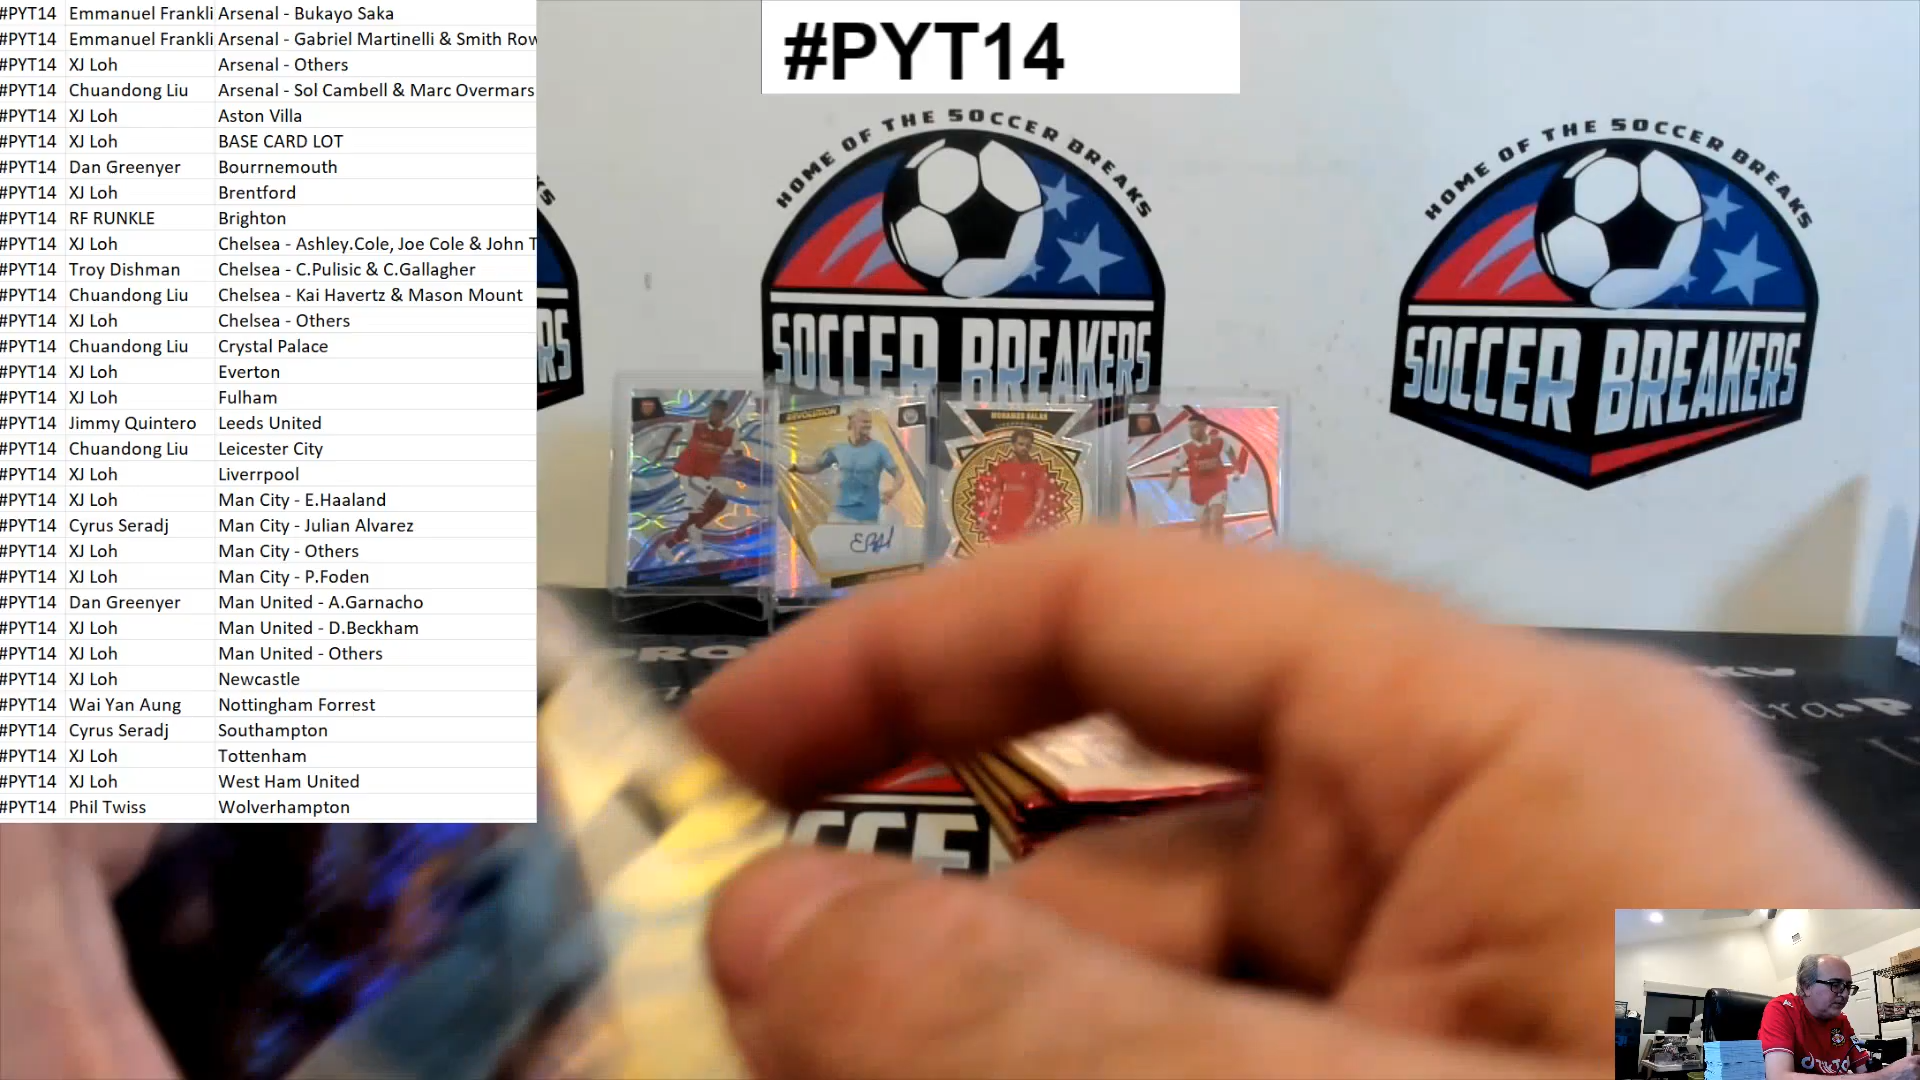 #PYT14 Emmanuel Frankli Arsenal - Bukayo Saka
#PYT14 Emmanuel Frankli Arsenal - Gabriel Martinelli & Smith Row
#PYT14 XJ Loh Arsenal - Others
#PYT14 Chuandong Liu Arsenal - Sol Cambell & Marc Overmars
#PYT14 XJ Loh Aston Villa
#PYT14 XJ Loh BASE CARD LOT
#PYT14 Dan Greenyer Bourrnemouth
#PYT14 XJ Loh Brentford
#PYT14 RF RUNKLE Brighton
#PYT14 XJ Loh Chelsea - Ashley.Cole, Joe Cole & John T
#PYT14 Troy Dishman Chelsea - C.Pulisic & C.Gallagher
#PYT14 Chuandong Liu Chelsea - Kai Havertz & Mason Mount
#PYT14 XJ Loh Chelsea - Others
#PYT14 Chuandong Liu Crystal Palace
#PYT14 XJ Loh Everton
#PYT14 XJ Loh Fulham
#PYT14 Jimmy Quintero Leeds United
#PYT14 Chuandong Liu Leicester City
#PYT14 XJ Loh Liverrpool
#PYT14 XJ Loh Man City - E.Haaland
#PYT14 Cyrus Seradj Man City - Julian Alvarez
#PYT14 XJ Loh Man City - Others
#PYT14 XJ Loh Man City - P.Foden
#PYT14 Dan Greenyer Man United - A.Garnacho
#PYT14 XJ Loh Man United - D.Beckham
#PYT14 XJ Loh Man United - Others
#PYT14 XJ Loh Newcastle
#PYT14 Wai Yan Aung Nottingham Forrest
#PYT14 Cyrus Seradj Southampton
#PYT14 XJ Loh Tottenham
#PYT14 XJ Loh West Ham United
#PYT14 Phil Twiss Wolverhampton
#PYT14
HOME OF THE SOCCER BREAKS
SOCCER BREAKERS
HOME OF THE SOCCER BREAKS
SOCCER BREAKERS
REVOLUTION
MOHAMED SALAH